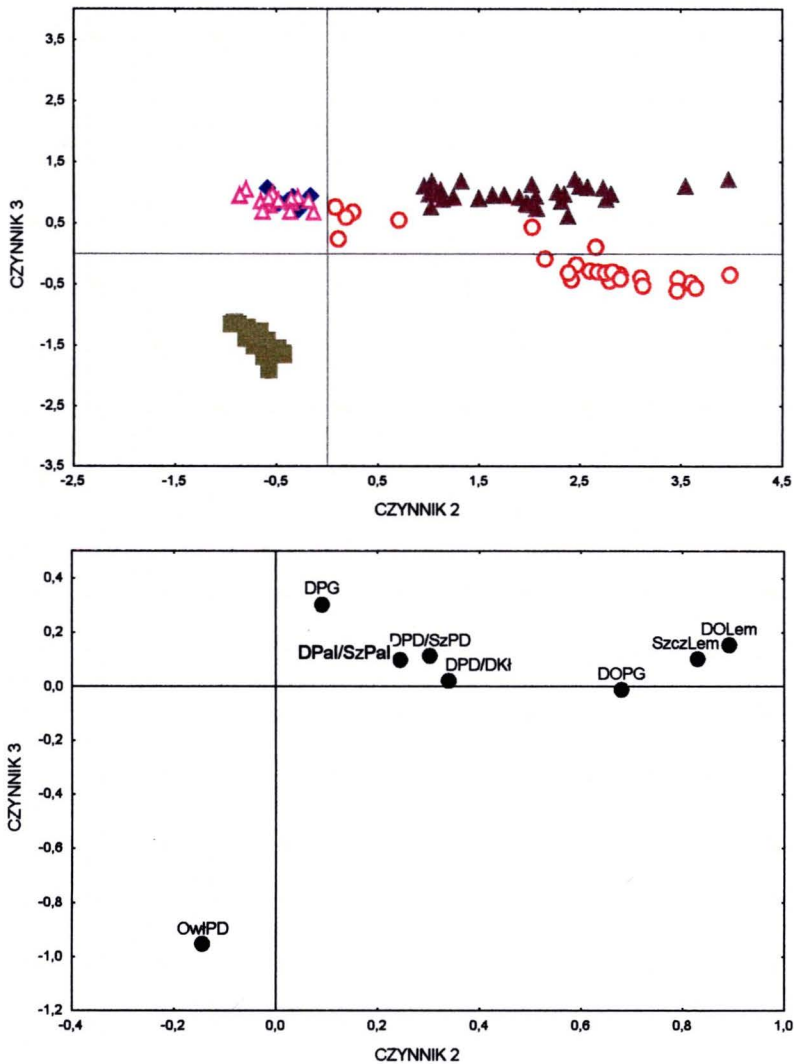 3,5
2,5
1,5
0,5
-0,5
-1,5
-2,5
-3,5
CZYNNIK 3
-2,5 -1,5 -0,5 0,5 1,5 2,5 3,5 4,5
CZYNNIK 2
0,4
0,2
0,0
-0,2
-0,4
-0,6
-0,8
-1,0
-1,2
CZYNNIK 3
DPG
DPal/SzPal
DPD/SzPD
DPD/DKł
DOPG
SzczLem
DOLem
OwłPD
-0,4 -0,2 0,0 0,2 0,4 0,6 0,8 1,0
CZYNNIK 2